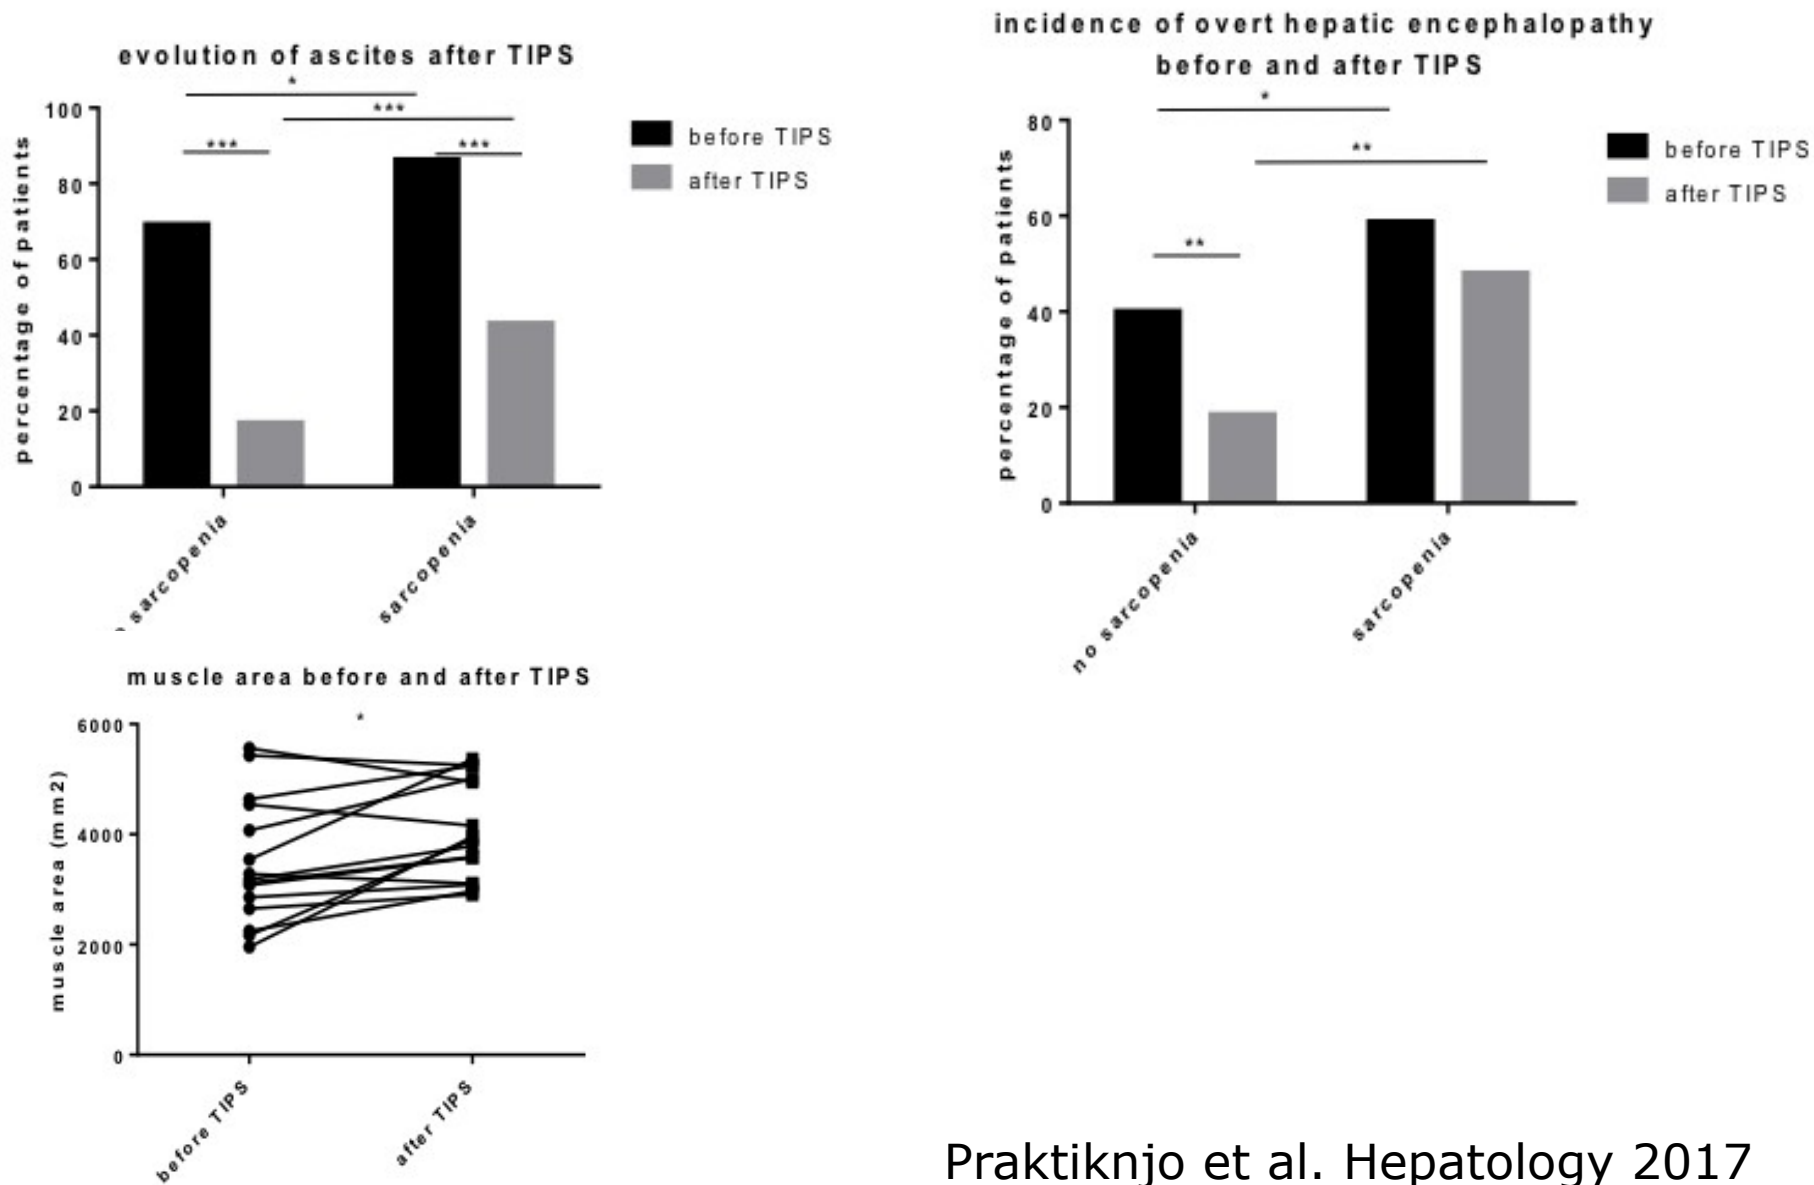 evolution of ascites after TIPS
*
***
***
***
100
80
60
40
20
0
percentage of patients
before TIPS
after TIPS
sarcopenia
sarcopenia
incidence of overt hepatic encephalopathy
before and after TIPS
*
**
**
80
60
40
20
0
percentage of patients
before TIPS
after TIPS
no sarcopenia
sarcopenia
muscle area before and after TIPS
*
6000
4000
2000
0
muscle area (mm2)
before TIPS
after TIPS
Praktiknjo et al. Hepatology 2017